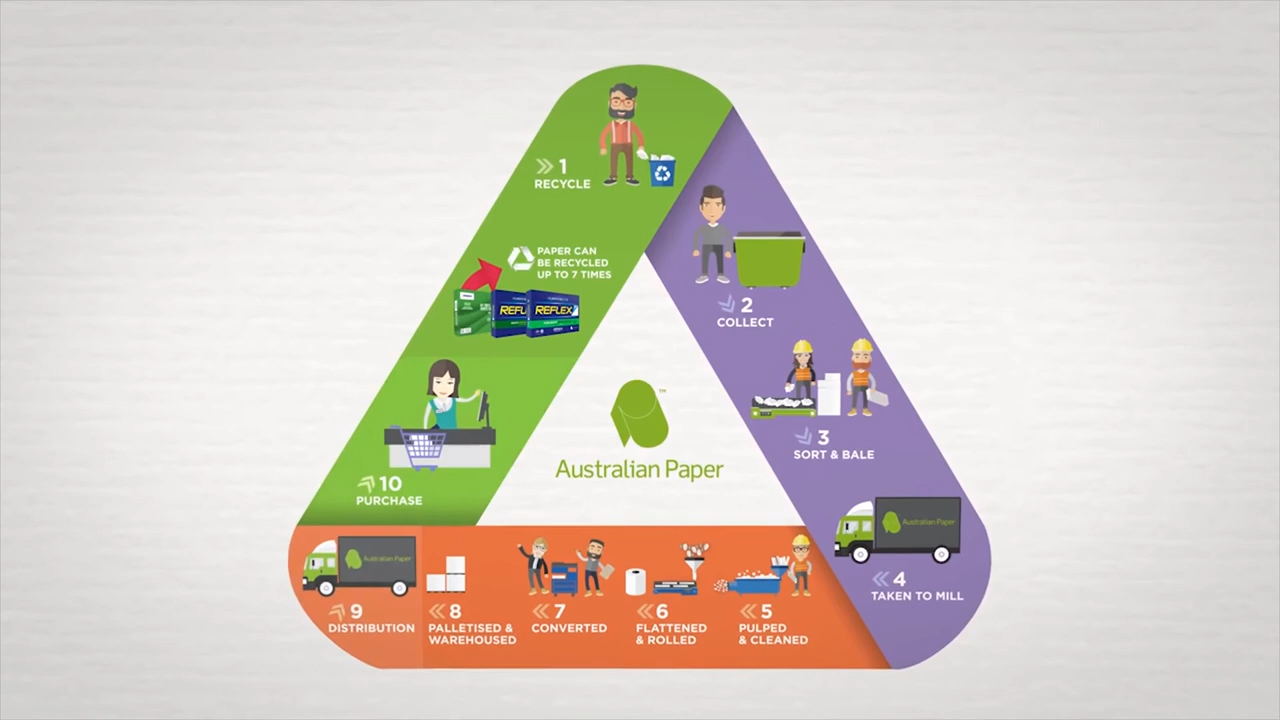 1
RECYCLE
PAPER CAN
BE RECYCLED
UP TO 7 TIMES
REFLEX
2
COLLECT
3
SORT & BALE
Australian Paper
4
TAKEN TO MILL
5
PULPED
& CLEANED
6
FLATTENED
& ROLLED
7
CONVERTED
8
PALLETISED &
WAREHOUSED
Australian Paper
9
DISTRIBUTION
10
PURCHASE
Australian Paper
TM